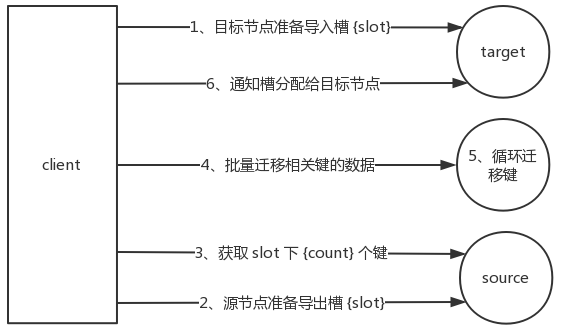 1、目标节点准备导入槽 {slot}
target
6、通知槽分配给目标节点
client
4、批量迁移相关键的数据
5、循环迁
移键
3、获取 slot 下 {count} 个键
source
2、源节点准备导出槽 {slot}